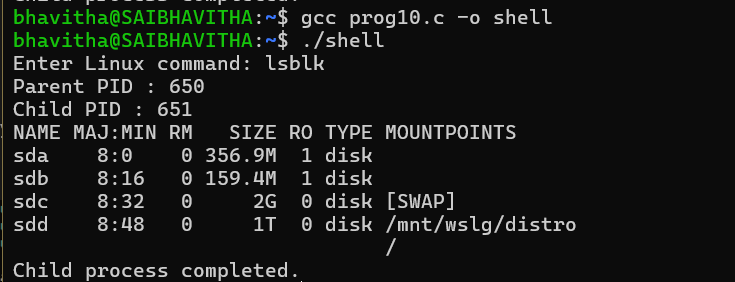 Child process completed.
bhavitha@SAIBHAVITHA:~$ gcc prog10.c -o shell
bhavitha@SAIBHAVITHA:~$ ./shell
Enter Linux command: lsblk
Parent PID : 650
Child PID : 651
NAME MAJ:MIN RM   SIZE RO TYPE MOUNTPOINTS
sda    8:0    0 356.9M  1 disk
sdb    8:16   0 159.4M  1 disk
sdc    8:32   0     2G  0 disk [SWAP]
sdd    8:48   0     1T  0 disk /mnt/wslg/distro
                               /
Child process completed.